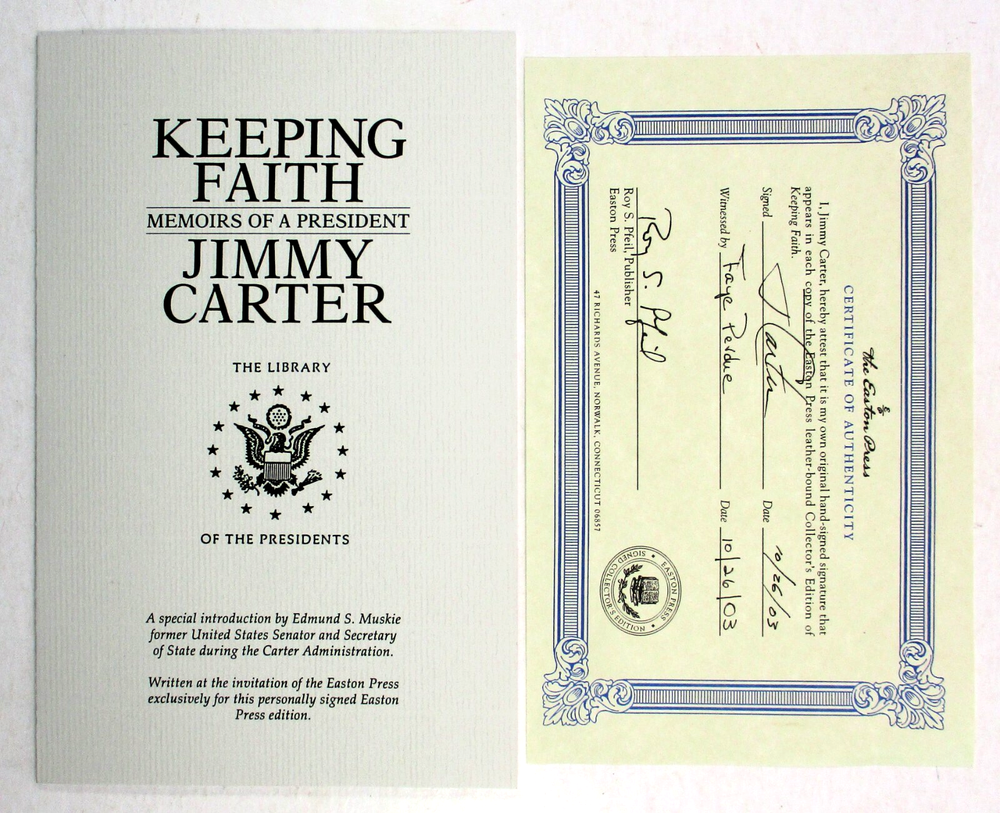 KEEPING
FAITH
MEMOIRS OF A PRESIDENT
JIMMY
CARTER
THE LIBRARY
OF THE PRESIDENTS
A special introduction by Edmund S. Muskie
former United States Senator and Secretary
of State during the Carter Administration.
Written at the invitation of the Easton Press
exclusively for this personally signed Easton
Press edition.
The Easton Press
CERTIFICATE OF AUTHENTICITY
I, Jimmy Carter, hereby attest that it is my own original hand-signed signature that
appears in each copy of the Easton Press leather-bound Collector's Edition of
Keeping Faith.
Signed J Carter Date 10/26/03
Witnessed by Faye Perdue Date 10/26/03
Roy S. Pfeil
Roy S. Pfeil, Publisher
Easton Press
47 RICHARDS AVENUE, NORWALK, CONNECTICUT 06857
EASTON PRESS
SIGNED COLLECTOR'S EDITION